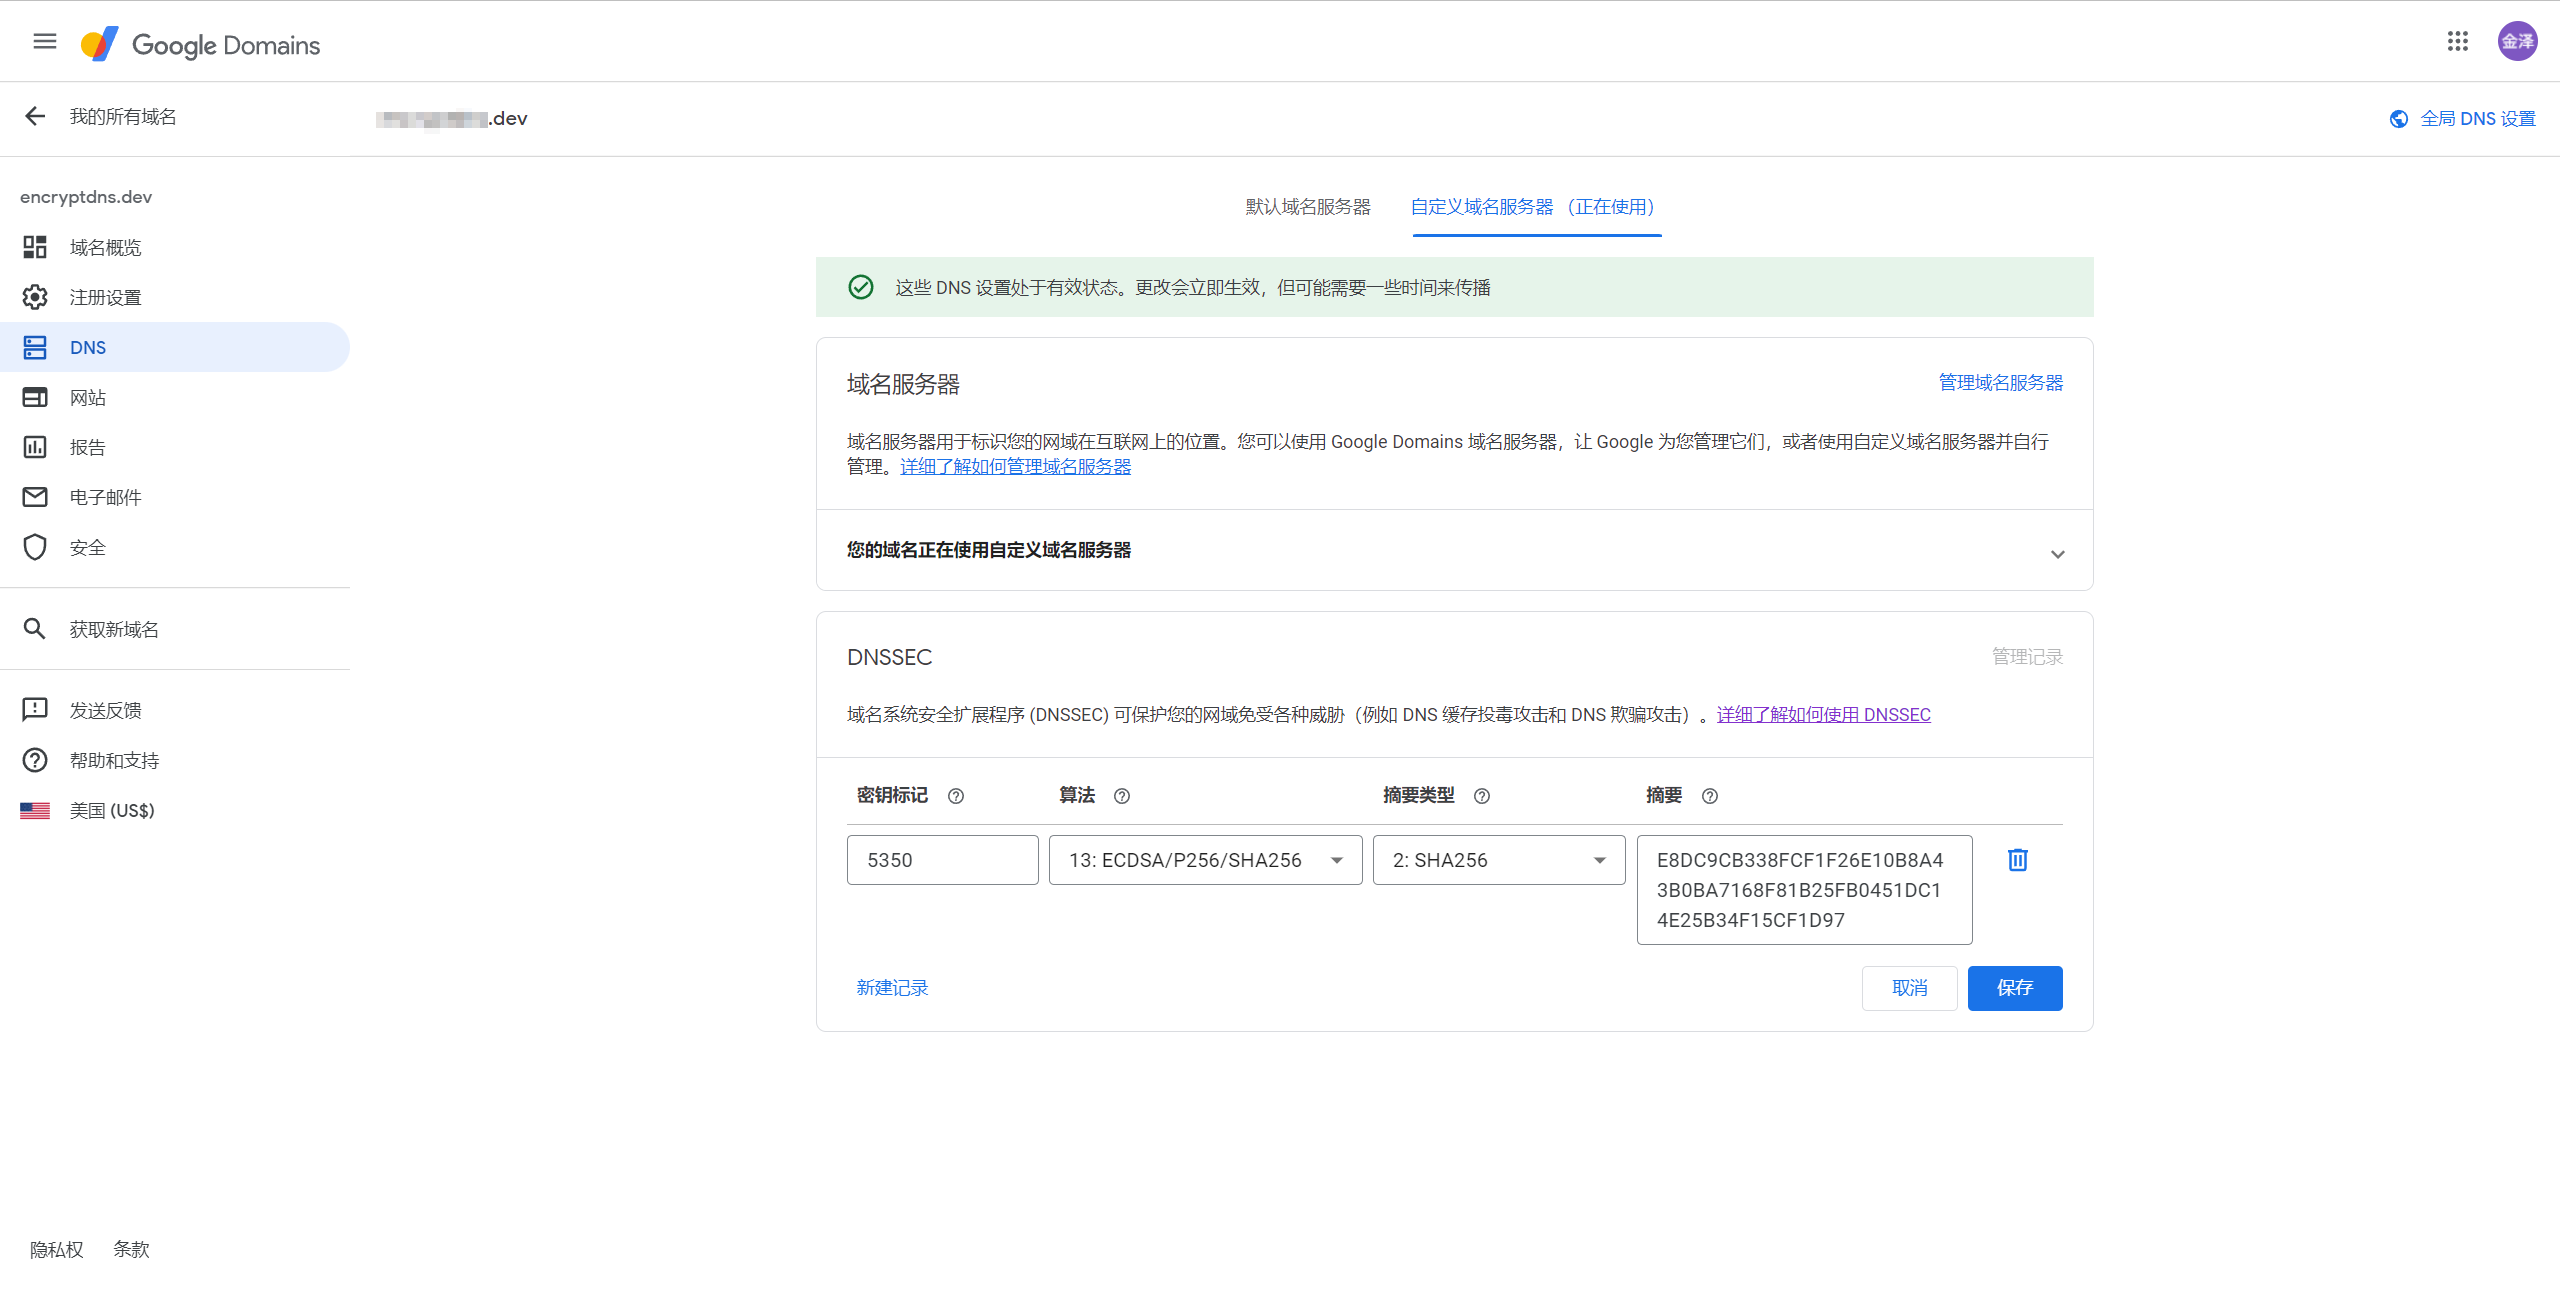 Google Domains
金泽
我的所有域名
.dev
全局 DNS 设置
encryptdns.dev
域名概览
注册设置
DNS
网站
报告
电子邮件
安全
获取新域名
发送反馈
帮助和支持
美国 (US$)
隐私权 条款
默认域名服务器 自定义域名服务器 （正在使用）
这些 DNS 设置处于有效状态。更改会立即生效，但可能需要一些时间来传播
域名服务器 管理域名服务器
域名服务器用于标识您的网域在互联网上的位置。您可以使用 Google Domains 域名服务器，让 Google 为您管理它们，或者使用自定义域名服务器并自行
管理。详细了解如何管理域名服务器
您的域名正在使用自定义域名服务器
DNSSEC 管理记录
域名系统安全扩展程序 (DNSSEC) 可保护您的网域免受各种威胁（例如 DNS 缓存投毒攻击和 DNS 欺骗攻击）。详细了解如何使用 DNSSEC
密钥标记 算法 摘要类型 摘要
5350 13: ECDSA/P256/SHA256 2: SHA256 E8DC9CB338FCF1F26E10B8A4
3B0BA7168F81B25FB0451DC1
4E25B34F15CF1D97
新建记录 取消 保存